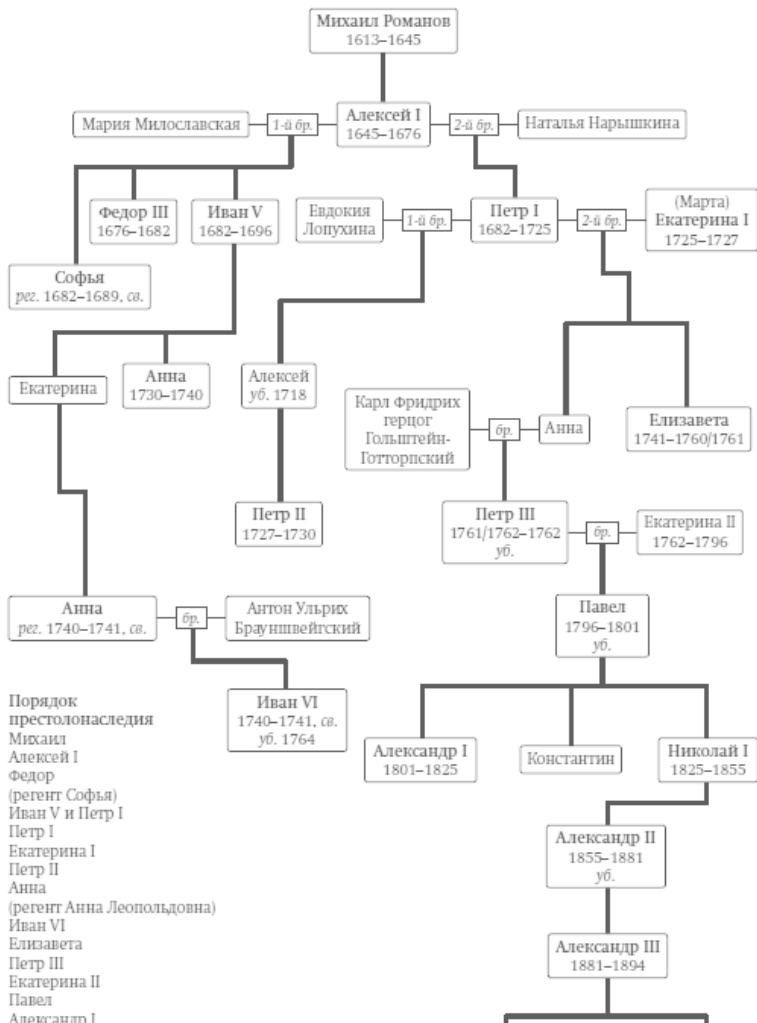 Михаил Романов
1613–1645
Мария Милославская
1-й бр.
Алексей I
1645–1676
2-й бр.
Наталья Нарышкина
Федор III
1676–1682
Иван V
1682–1696
Евдокия
Лопухина
1-й бр.
Петр I
1682–1725
2-й бр.
(Марта)
Екатерина I
1725–1727
Софья
рег. 1682–1689, св.
Екатерина
Анна
1730–1740
Алексей
уб. 1718
Карл Фридрих
герцог
Гольштейн-
Готторпский
бр.
Анна
Елизавета
1741–1760/1761
Петр II
1727–1730
Петр III
1761/1762–1762
уб.
бр.
Екатерина II
1762–1796
Анна
рег. 1740–1741, св.
бр.
Антон Ульрих
Брауншвейгский
Павел
1796–1801
уб.
Иван VI
1740–1741, св.
уб. 1764
Александр I
1801–1825
Константин
Николай I
1825–1855
Александр II
1855–1881
уб.
Александр III
1881–1894
Порядок
престолонаследия
Михаил
Алексей I
Федор
(регент Софья)
Иван V и Петр I
Петр I
Екатерина I
Петр II
Анна
(регент Анна Леопольдовна)
Иван VI
Елизавета
Петр III
Екатерина II
Павел
Александр I